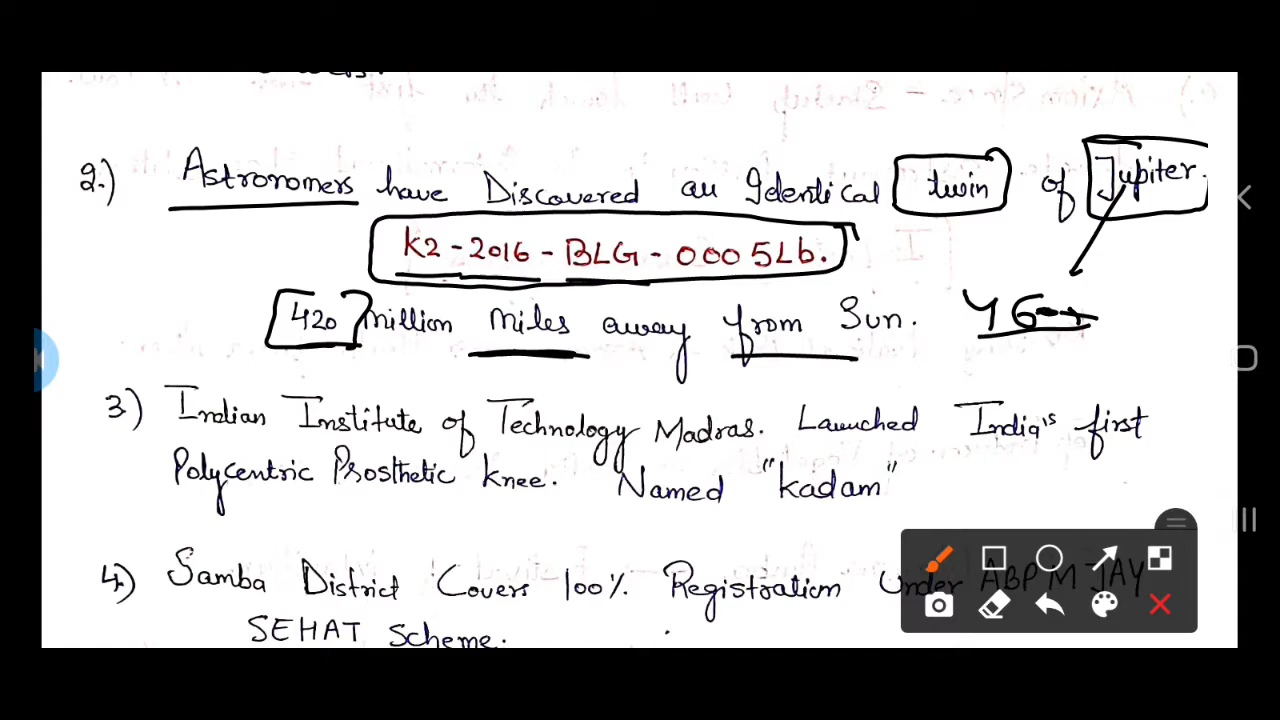 2.) Astronomers have Discovered an Identical twin of Jupiter.
K2-2016-BLG-0005Lb.
420 million miles away from Sun.
3) Indian Institute of Technology Madras. Launched India's first
Polycentric Prosthetic knee. Named "kadam"
4.) Samba District Covers 100% Registration Under ABPMJAY
SEHAT Scheme.